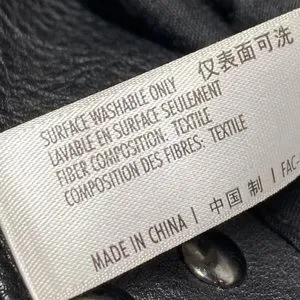 SURFACE WASHABLE ONLY 仅表面可洗
LAVABLE EN SURFACE SEULEMENT
FIBER COMPOSITION: TEXTILE
COMPOSITION DES FIBRES: TEXTILE
MADE IN CHINA | 中国制 | FAC-